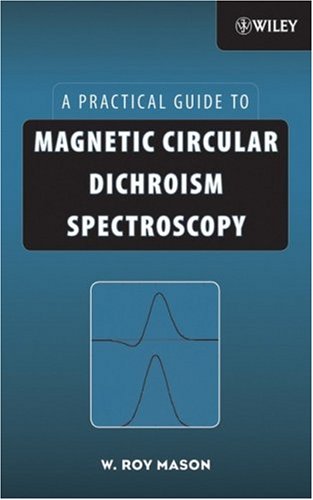 WILEY
A PRACTICAL GUIDE TO
MAGNETIC CIRCULAR
DICHROISM
SPECTROSCOPY
W. ROY MASON